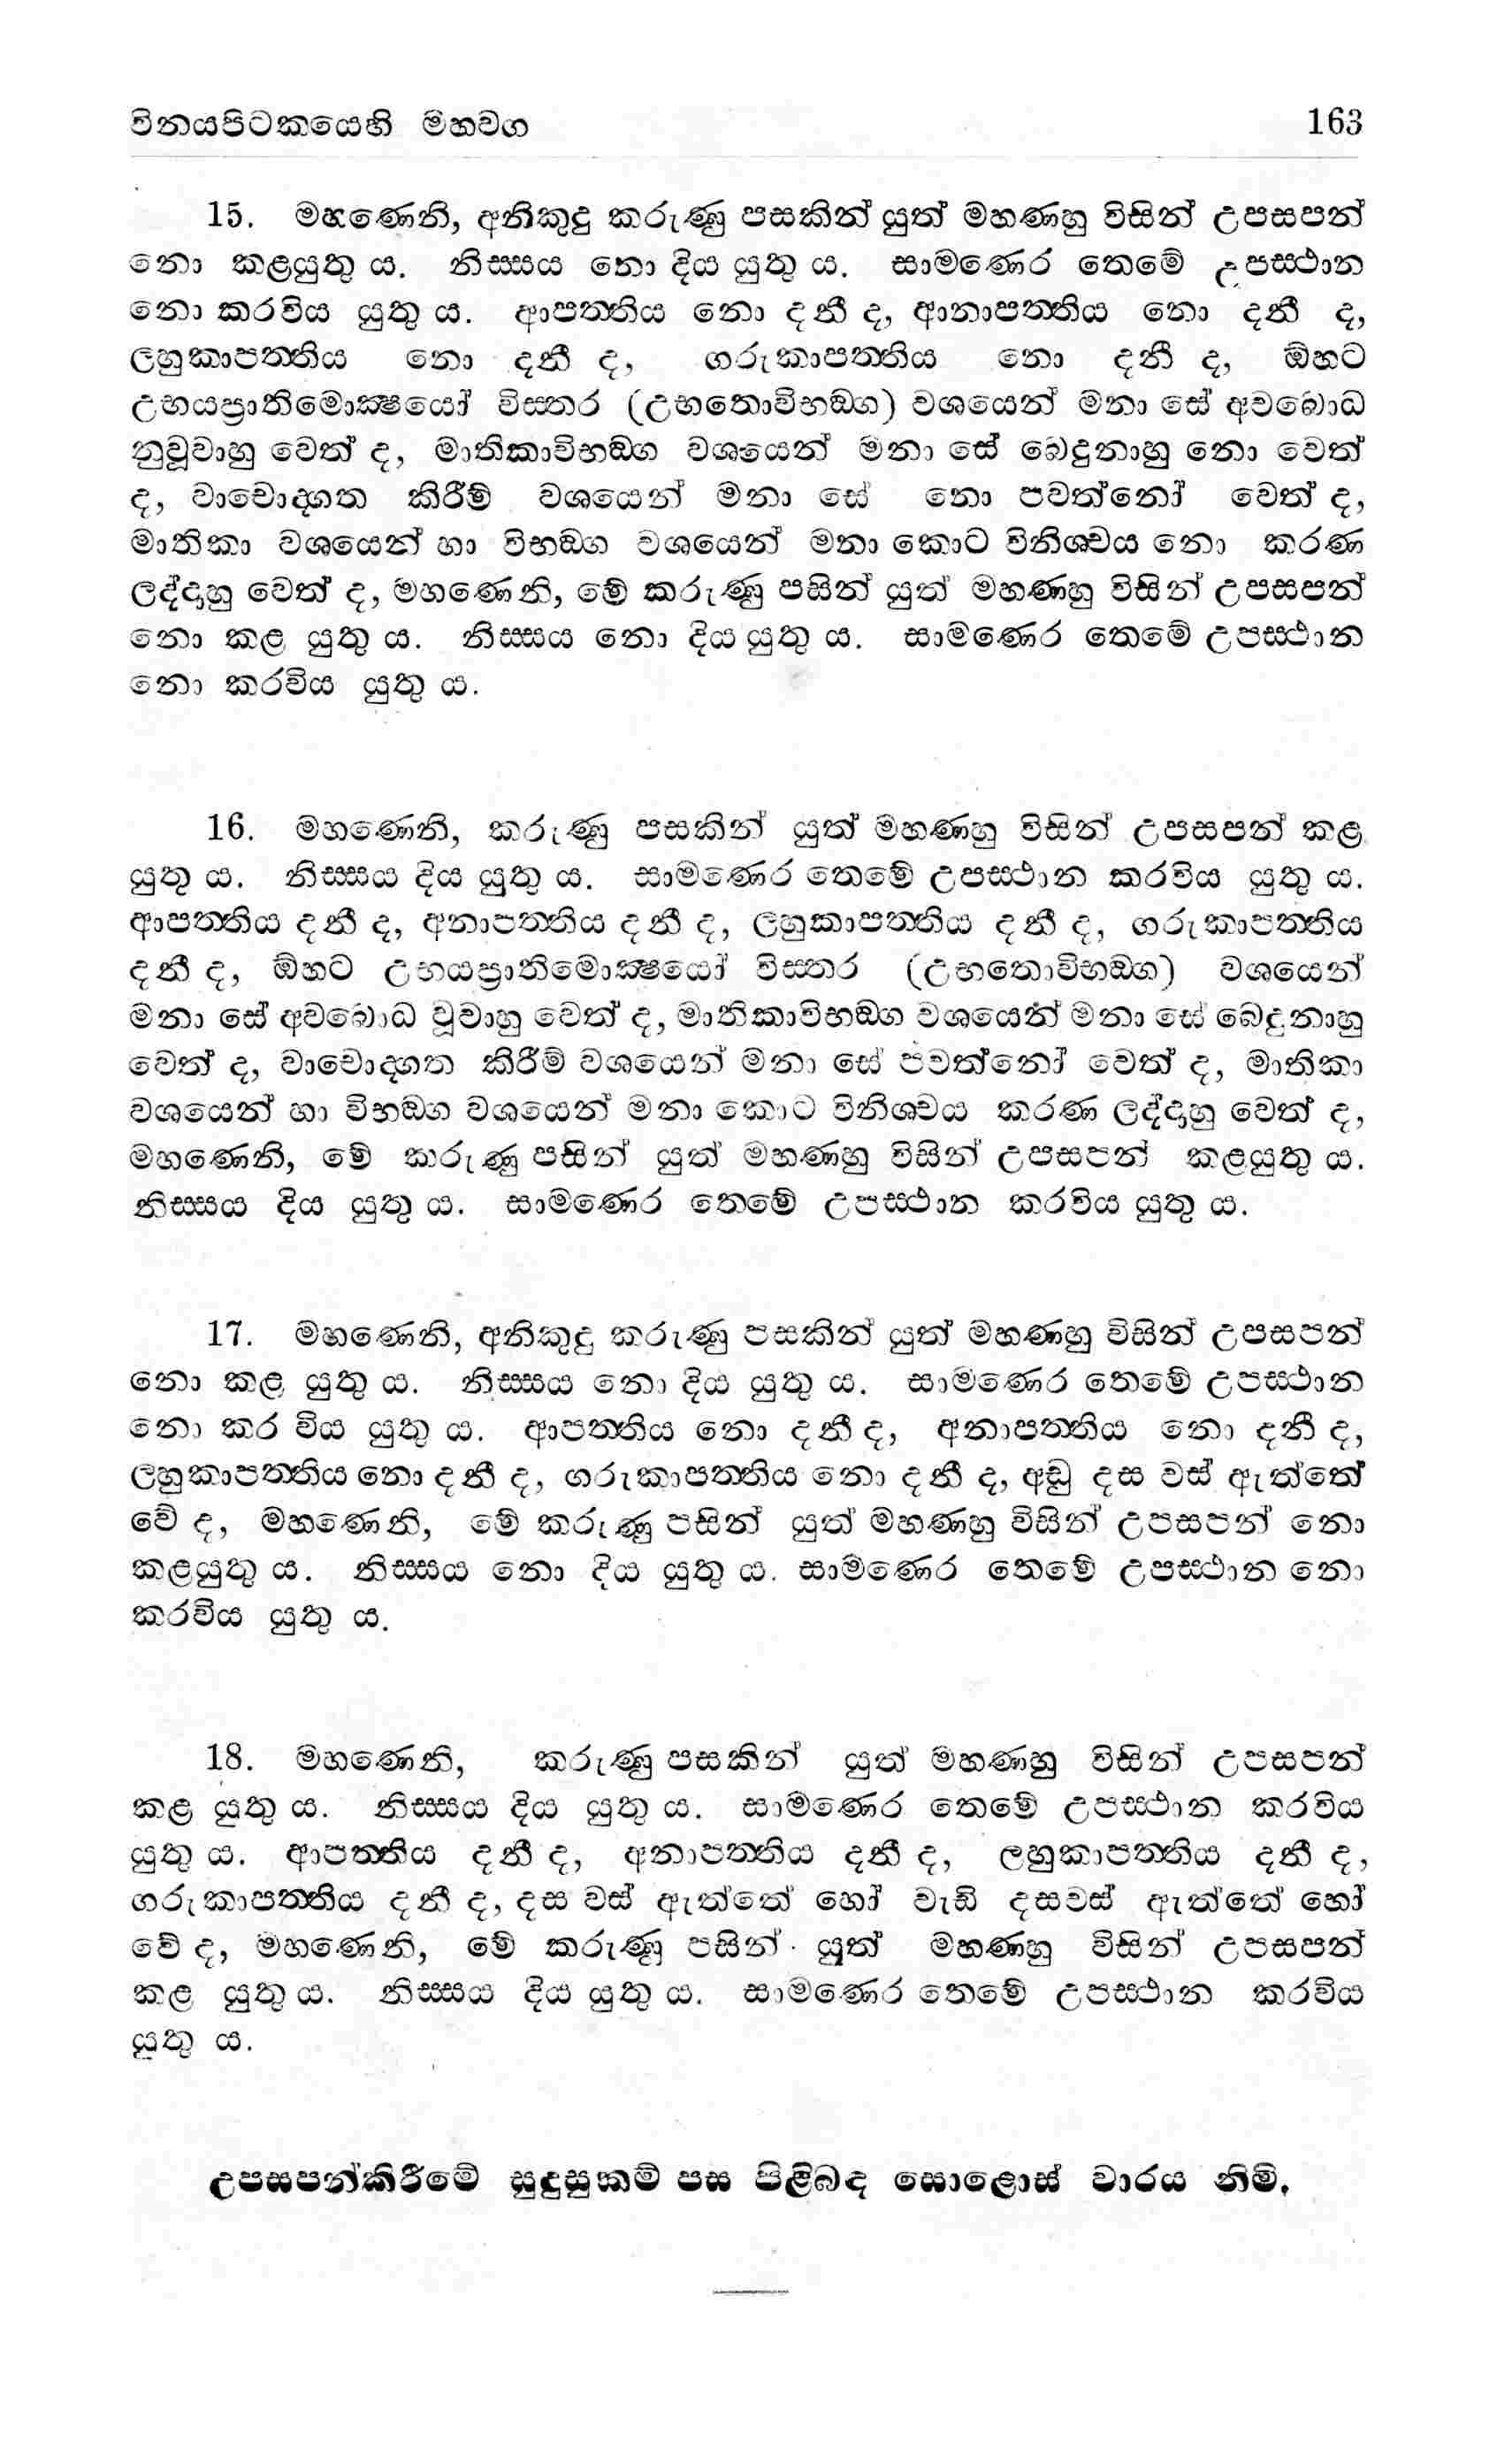 විනයපිටකයෙහි මහවග 163
15. මහණෙනි, අනිකුදු කරුණු පසකින් යුත් මහණහු විසින් උපසපන්
නො කළයුතු ය. නිස්සය නො දිය යුතු ය. සාමණෙර තෙමේ උපස්ථාන
නො කරවිය යුතු ය. ආපත්තිය නො දනී ද, ආනාපත්තිය නො දනී ද,
ලහුකාපත්තිය නො දනී ද, ගරුකාපත්තිය නො දනී ද, ඕහට
උභයප්‍රාතිමොක්‍ෂයෝ විස්තර (උභතොවිභඞ්ග) වශයෙන් මනා සේ අවබොධ
නුවූවාහු වෙත් ද, මාතිකාවිභඞ්ග වශයෙන් මනා සේ බෙදුනාහු නො වෙත්
ද, වාචොද්ගත කිරීම් වශයෙන් මනා සේ නො පවත්නෝ වෙත් ද,
මාතිකා වශයෙන් හා විභඞ්ග වශයෙන් මනා කොට විනිශ්චය නො කරණ
ලද්දාහු වෙත් ද, මහණෙනි, මේ කරුණු පසින් යුත් මහණහු විසින් උපසපන්
නො කළ යුතු ය. නිස්සය නො දිය යුතු ය. සාමණෙර තෙමේ උපස්ථාන
නො කරවිය යුතු ය.
16. මහණෙනි, කරුණු පසකින් යුත් මහණහු විසින් උපසපන් කළ
යුතු ය. නිස්සය දිය යුතු ය. සාමණෙර තෙමේ උපස්ථාන කරවිය යුතු ය.
ආපත්තිය දනී ද, අනාපත්තිය දනී ද, ලහුකාපත්තිය දනී ද, ගරුකාපත්තිය
දනී ද, ඕහට උභයප්‍රාතිමොක්‍ෂයෝ විස්තර (උභතොවිභඞ්ග) වශයෙන්
මනා සේ අවබොධ වූවාහු වෙත් ද, මාතිකාවිභඞ්ග වශයෙන් මනා සේ බෙදුනාහු
වෙත් ද, වාචොද්ගත කිරීම් වශයෙන් මනා සේ පවත්නෝ වෙත් ද, මාතිකා
වශයෙන් හා විභඞ්ග වශයෙන් මනා කොට විනිශ්චය කරණ ලද්දාහු වෙත් ද,
මහණෙනි, මේ කරුණු පසින් යුත් මහණහු විසින් උපසපන් කළයුතු ය.
නිස්සය දිය යුතු ය. සාමණෙර තෙමේ උපස්ථාන කරවිය යුතු ය.
17. මහණෙනි, අනිකුදු කරුණු පසකින් යුත් මහණහු විසින් උපසපන්
නො කළ යුතු ය. නිස්සය නො දිය යුතු ය. සාමණෙර තෙමේ උපස්ථාන
නො කර විය යුතු ය. ආපත්තිය නො දනී ද, අනාපත්තිය නො දනී ද,
ලහුකාපත්තිය නො දනී ද, ගරුකාපත්තිය නො දනී ද, අඩු දස වස් ඇත්තේ
වේ ද, මහණෙනි, මේ කරුණු පසින් යුත් මහණහු විසින් උපසපන් නො
කළයුතු ය. නිස්සය නො දිය යුතු ය. සාමණෙර තෙමේ උපස්ථාන නො
කරවිය යුතු ය.
18. මහණෙනි, කරුණු පසකින් යුත් මහණහු විසින් උපසපන්
කළ යුතු ය. නිස්සය දිය යුතු ය. සාමණෙර තෙමේ උපස්ථාන කරවිය
යුතු ය. ආපත්තිය දනී ද, අනාපත්තිය දනී ද, ලහුකාපත්තිය දනී ද,
ගරුකාපත්තිය දනී ද, දස වස් ඇත්තේ හෝ වැඩි දසවස් ඇත්තේ හෝ
වේ ද, මහණෙනි, මේ කරුණු පසින් යුත් මහණහු විසින් උපසපන්
කළ යුතු ය. නිස්සය දිය යුතු ය. සාමණෙර තෙමේ උපස්ථාන කරවිය
යුතු ය.
උපසපන්කිරීමේ සුදුසුකම් පස පිළිබඳ සොළොස් වාරය නිමි.